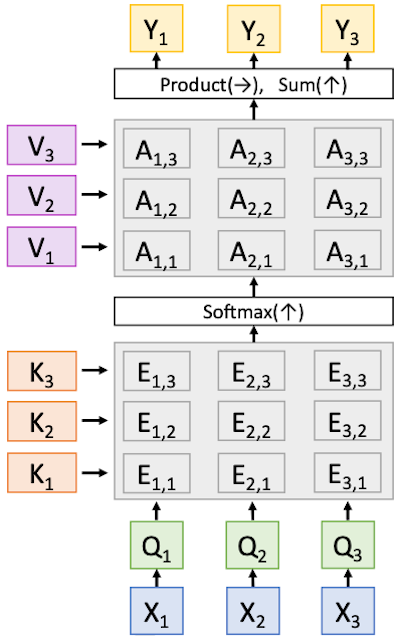 Y1 Y2 Y3
Product(→), Sum(↑)
V3 A1,3 A2,3 A3,3
V2 A1,2 A2,2 A3,2
V1 A1,1 A2,1 A3,1
Softmax(↑)
K3 E1,3 E2,3 E3,3
K2 E1,2 E2,2 E3,2
K1 E1,1 E2,1 E3,1
Q1 Q2 Q3
X1 X2 X3